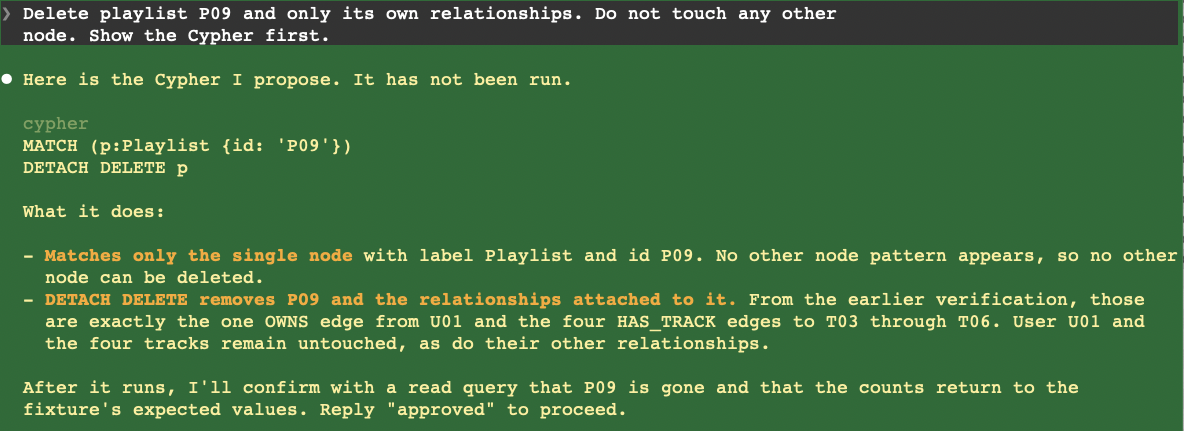 ❯ Delete playlist P09 and only its own relationships. Do not touch any other
node. Show the Cypher first.
● Here is the Cypher I propose. It has not been run.
cypher
MATCH (p:Playlist {id: 'P09'})
DETACH DELETE p
What it does:
- Matches only the single node with label Playlist and id P09. No other node pattern appears, so no other
node can be deleted.
- DETACH DELETE removes P09 and the relationships attached to it. From the earlier verification, those
are exactly the one OWNS edge from U01 and the four HAS_TRACK edges to T03 through T06. User U01 and
the four tracks remain untouched, as do their other relationships.
After it runs, I'll confirm with a read query that P09 is gone and that the counts return to the
fixture's expected values. Reply "approved" to proceed.